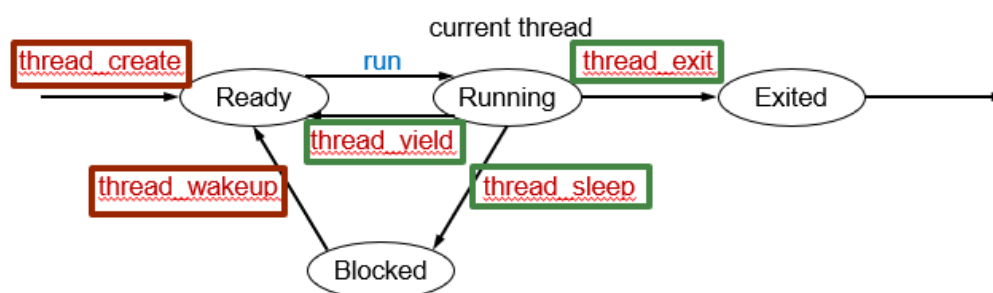 current thread
thread_create
run
thread_exit
Ready
Running
Exited
thread_yield
thread_wakeup
thread_sleep
Blocked